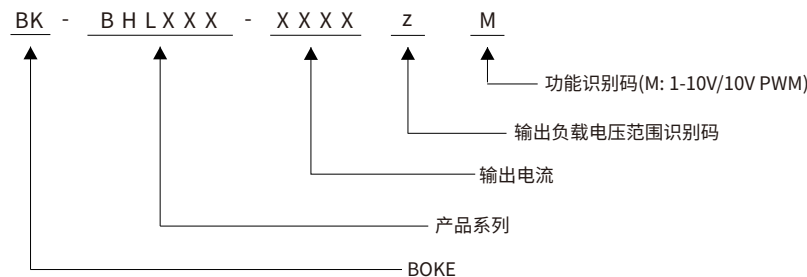 BK - BHLXXX - XXXX z M
功能识别码(M: 1-10V/10V PWM)
输出负载电压范围识别码
输出电流
产品系列
BOKE